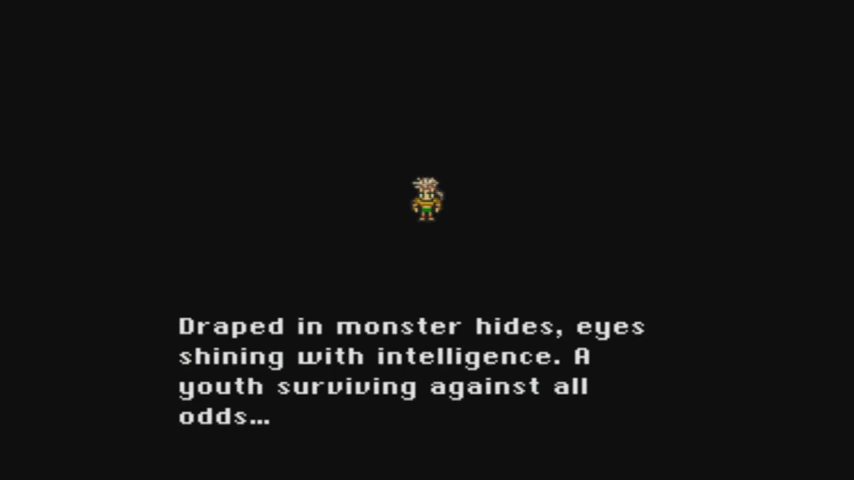 Draped in monster hides, eyes
shining with intelligence. A
youth surviving against all
odds…